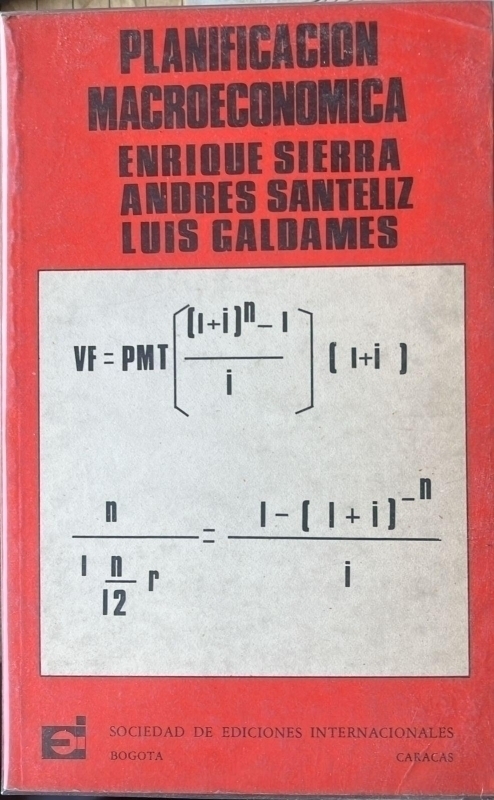 PLANIFICACION
MACROECONOMICA
ENRIQUE SIERRA
ANDRES SANTELIZ
LUIS GALDAMES
VF = PMT [ ((1+i)^n - 1) / i ] (1+i)
n / (1 n/12 r) = (1 - (1+i)^-n) / i
ei SOCIEDAD DE EDICIONES INTERNACIONALES
BOGOTA CARACAS